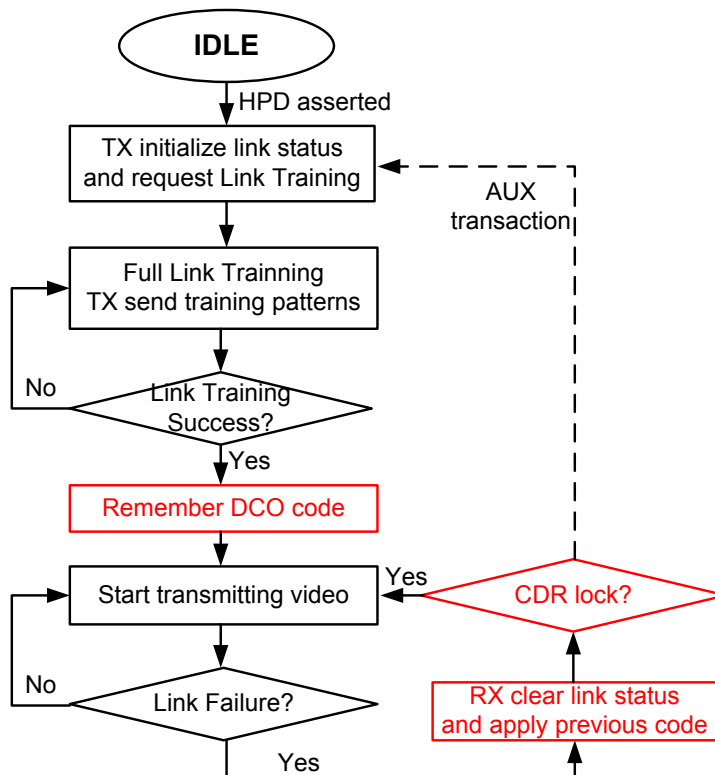 IDLE
HPD asserted
TX initialize link status
and request Link Training
AUX
transaction
Full Link Trainning
TX send training patterns
No
Link Training
Success?
Yes
Remember DCO code
Start transmitting video
Yes
CDR lock?
No
Link Failure?
RX clear link status
and apply previous code
Yes